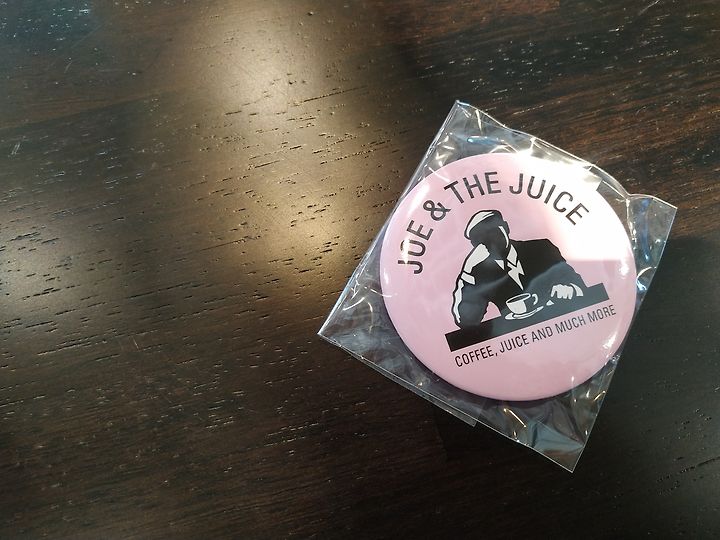 JOE & THE JUICE
COFFEE, JUICE AND MUCH MORE